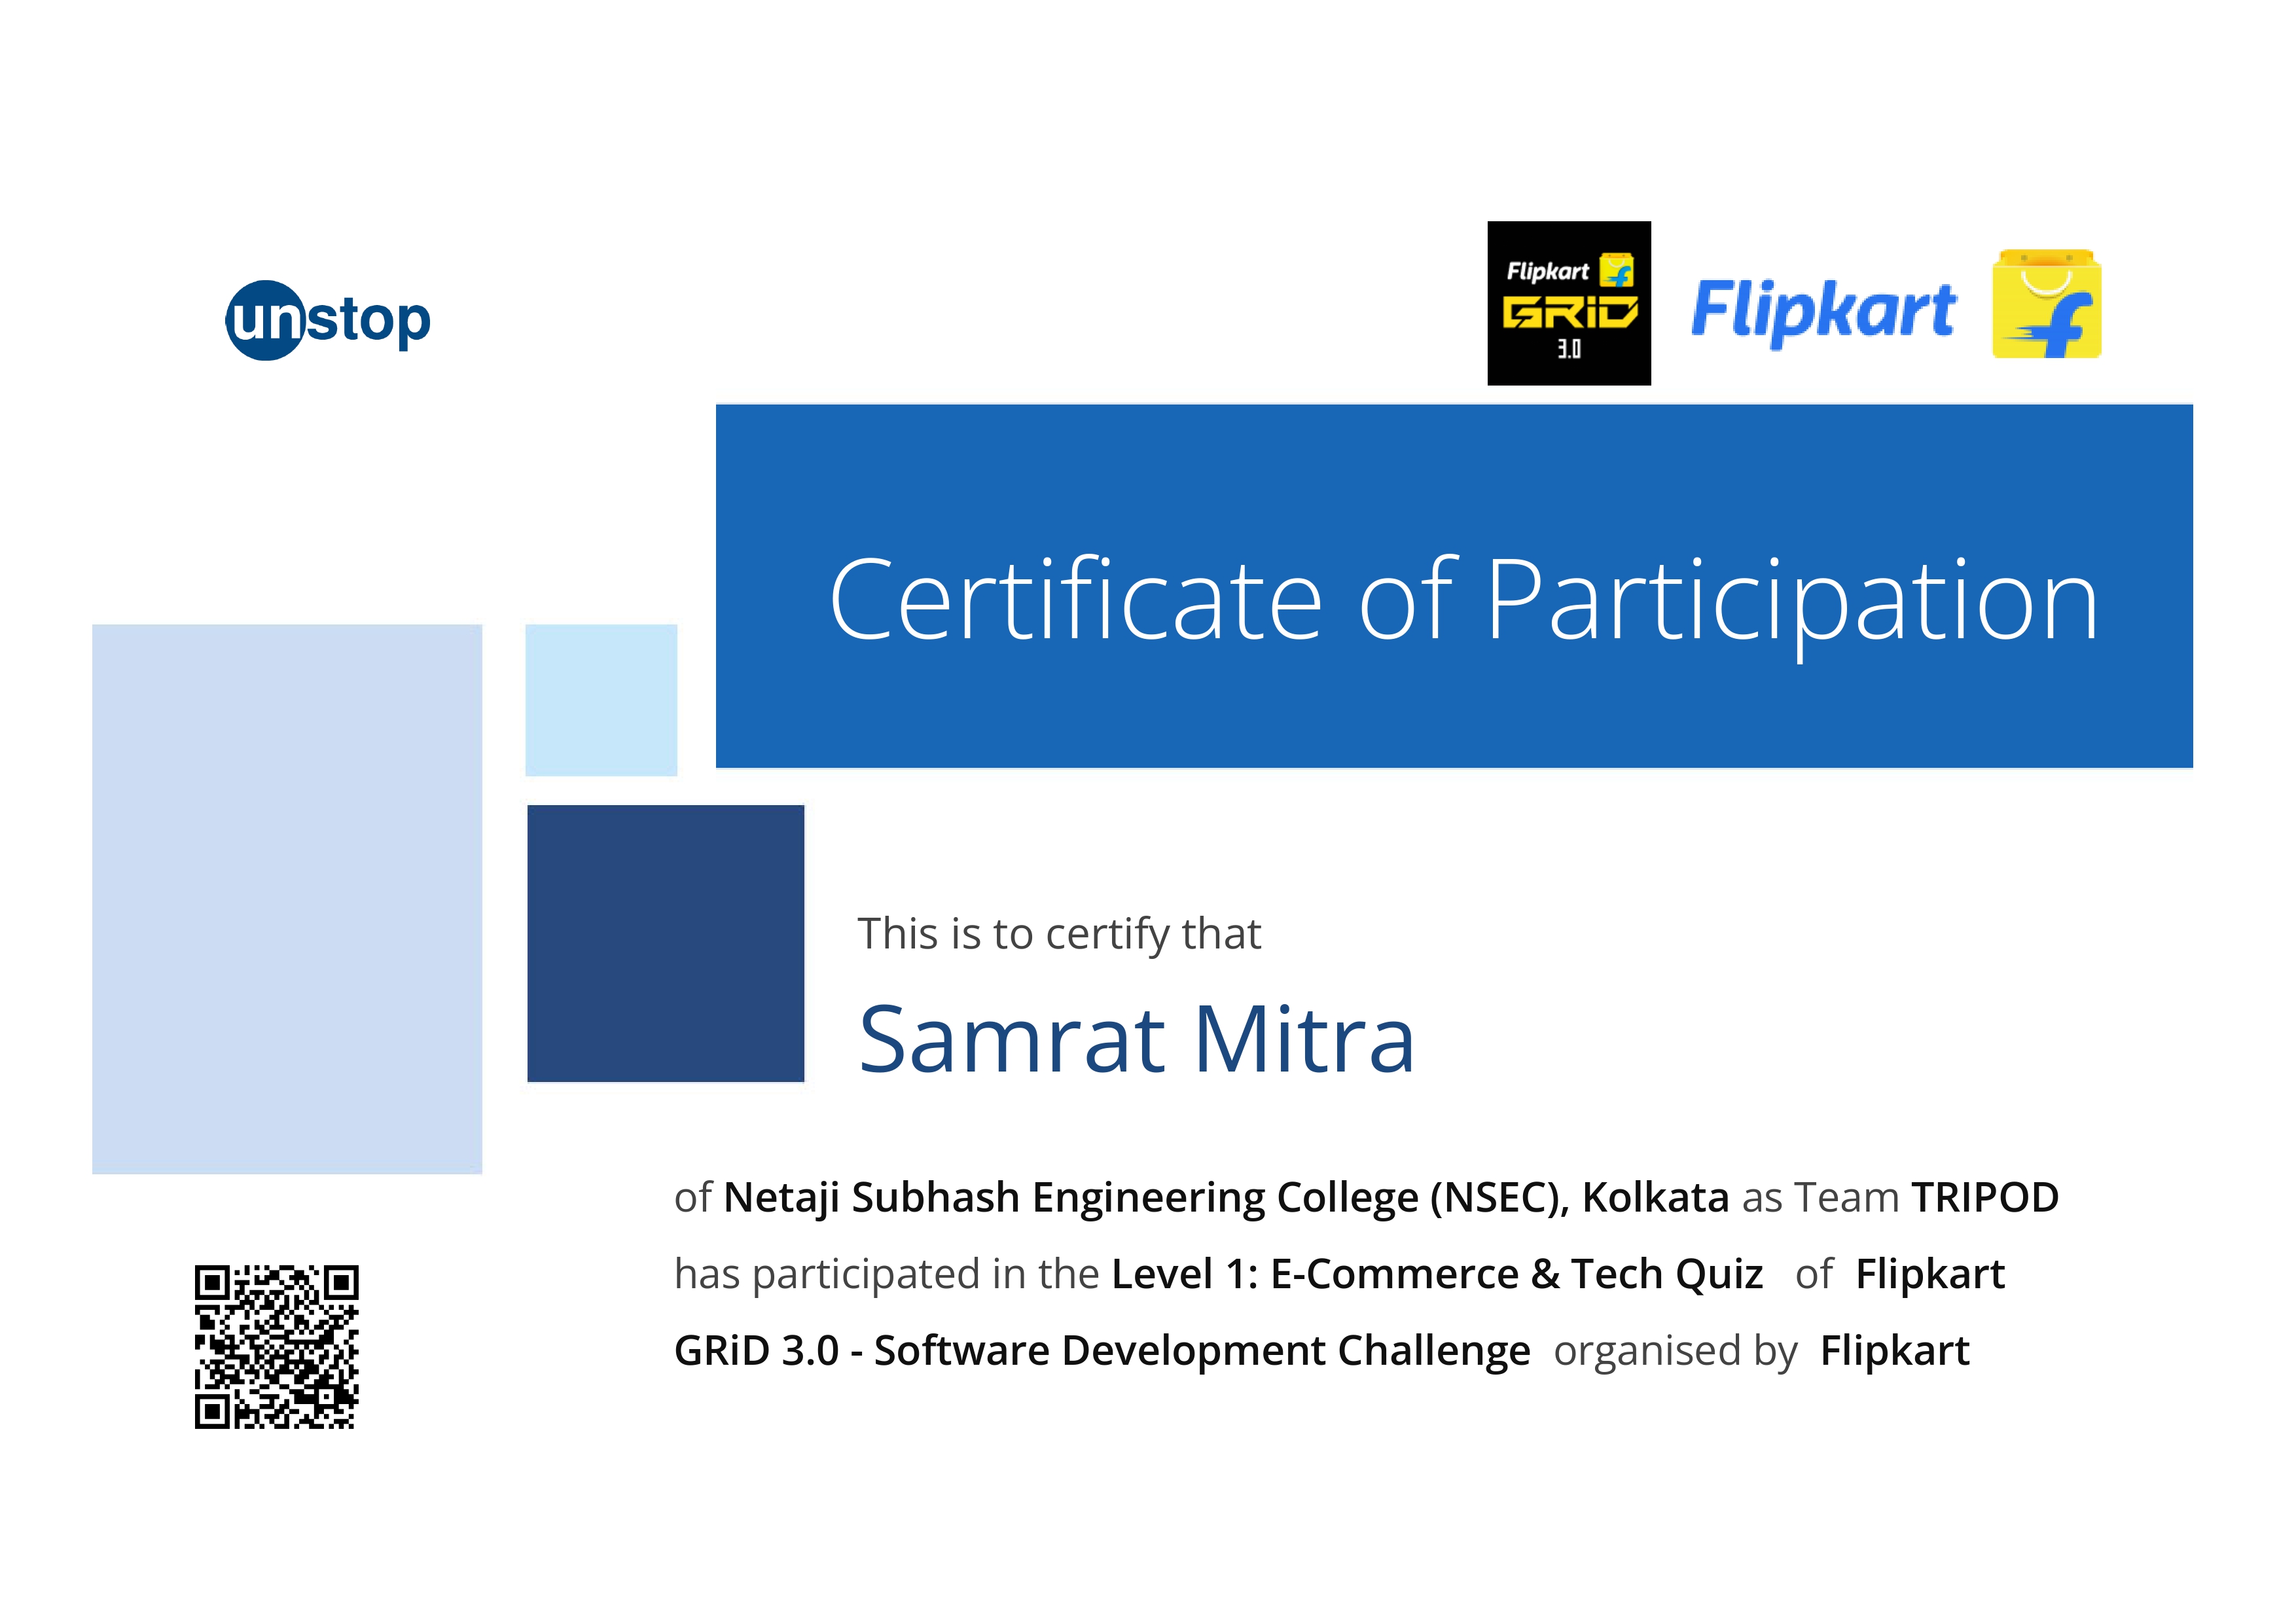 unstop
Flipkart
GRiD
3.0
Flipkart
Certificate of Participation
This is to certify that
Samrat Mitra
of Netaji Subhash Engineering College (NSEC), Kolkata as Team TRIPOD
has participated in the Level 1: E-Commerce & Tech Quiz of Flipkart
GRiD 3.0 - Software Development Challenge organised by Flipkart